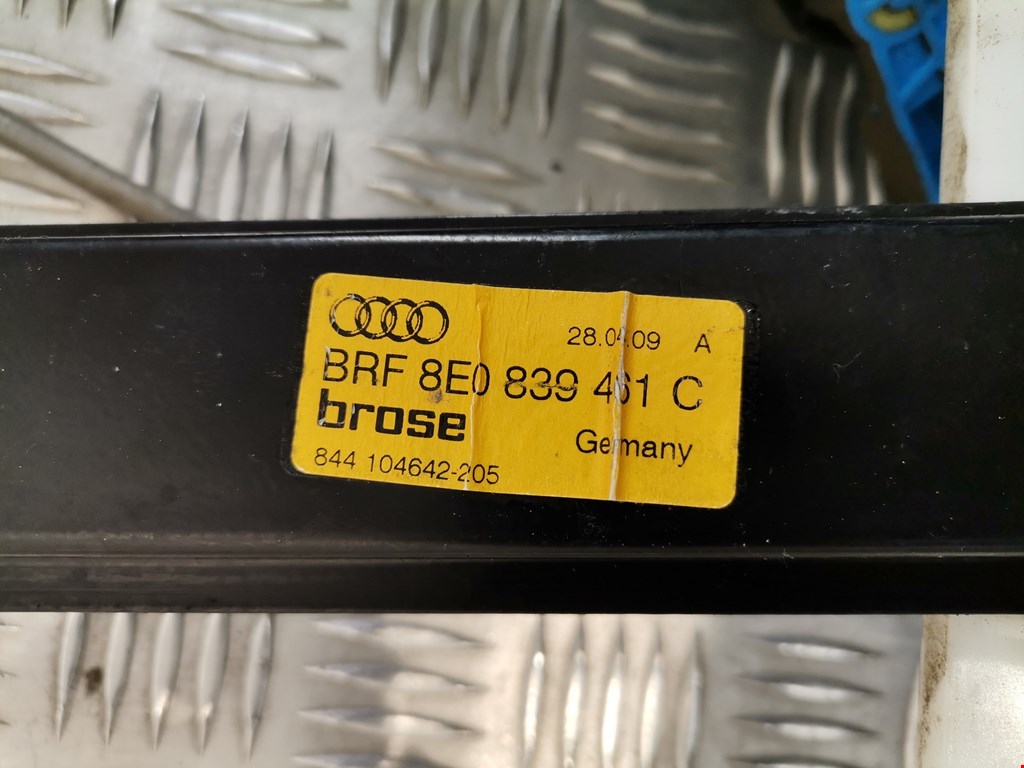 28.04.09 A
BRF 8E0 839 461 C
brose
Germany
844 104642-205